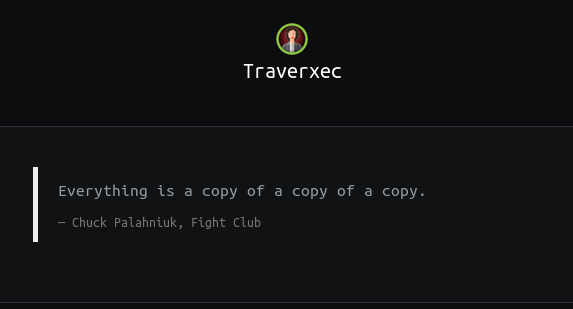 Traverxec
Everything is a copy of a copy of a copy.
— Chuck Palahniuk, Fight Club